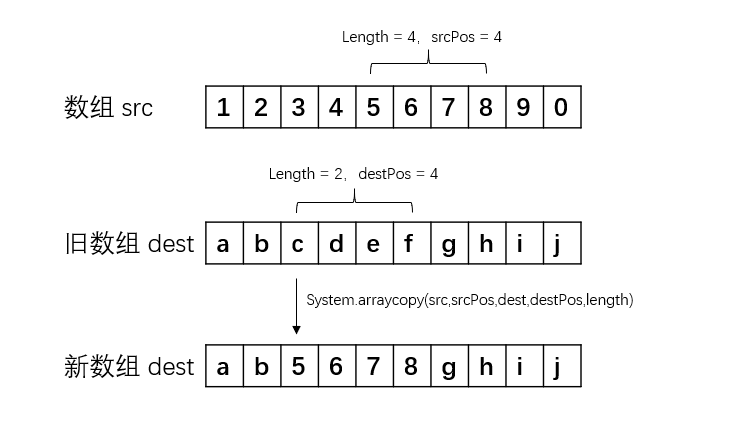 Length = 4，srcPos = 4
数组 src 1 2 3 4 5 6 7 8 9 0
Length = 2，destPos = 4
旧数组 dest a b c d e f g h i j
System.arraycopy(src,srcPos,dest,destPos,length)
新数组 dest a b 5 6 7 8 g h i j